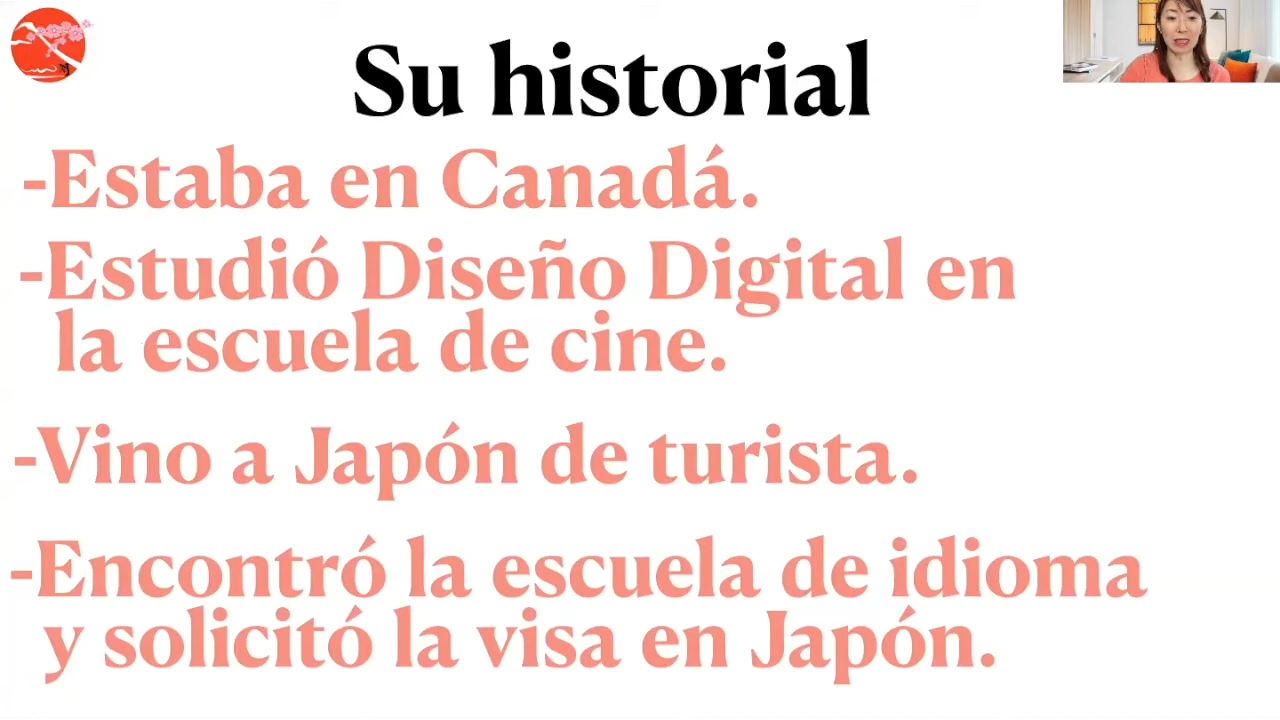 Su historial
-Estaba en Canadá.
-Estudió Diseño Digital en
la escuela de cine.
-Vino a Japón de turista.
-Encontró la escuela de idioma
y solicitó la visa en Japón.